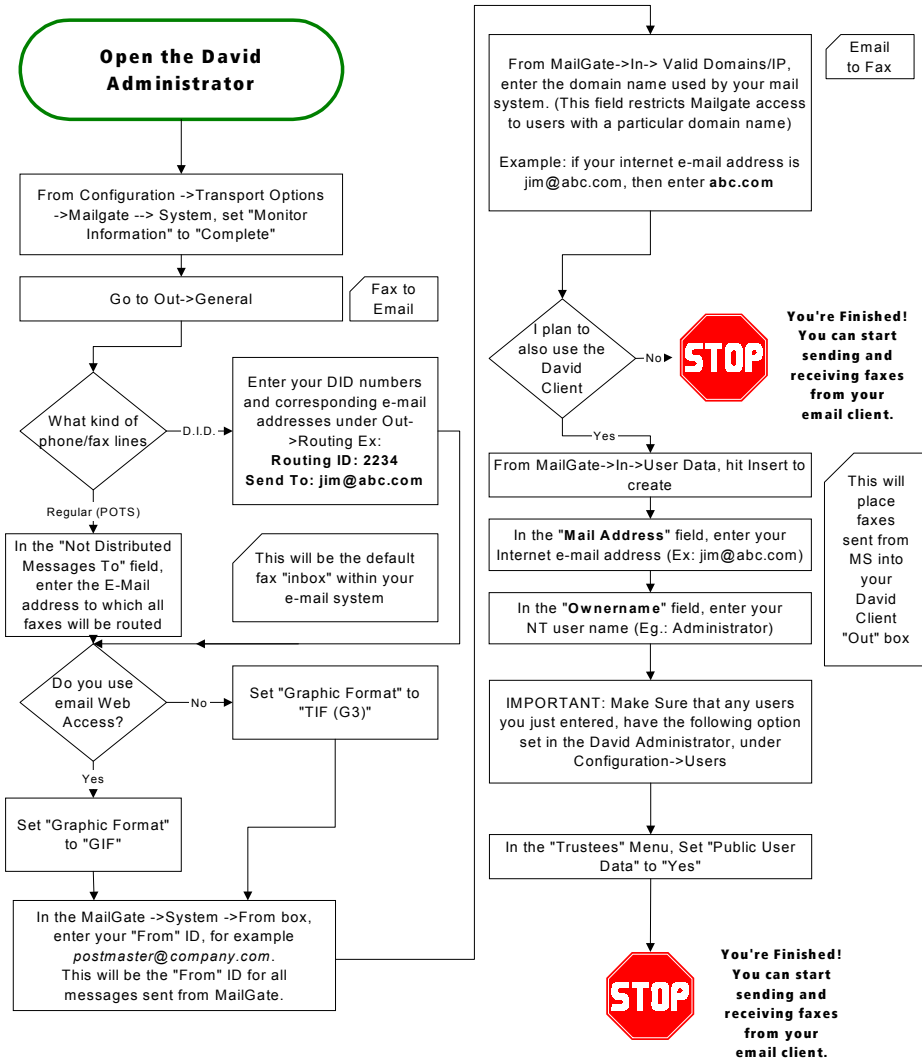 Open the David
Administrator
From Configuration ->Transport Options
->Mailgate --> System, set "Monitor
Information" to "Complete"
Go to Out->General
Fax to
Email
What kind of
phone/fax lines
D.I.D.
Enter your DID numbers
and corresponding e-mail
addresses under Out-
->Routing Ex:
Routing ID: 2234
Send To: jim@abc.com
Regular (POTS)
In the "Not Distributed
Messages To" field,
enter the E-Mail
address to which all
faxes will be routed
This will be the default
fax "inbox" within your
e-mail system
Do you use
email Web
Access?
No
Set "Graphic Format" to
"TIF (G3)"
Yes
Set "Graphic Format"
to "GIF"
In the MailGate ->System ->From box,
enter your "From" ID, for example
postmaster@company.com.
This will be the "From" ID for all
messages sent from MailGate.
From MailGate->In-> Valid Domains/IP,
enter the domain name used by your mail
system. (This field restricts Mailgate access
to users with a particular domain name)
Example: if your internet e-mail address is
jim@abc.com, then enter abc.com
Email
to Fax
I plan to
also use the
David
Client
No
STOP
You're Finished!
You can start
sending and
receiving faxes
from your
email client.
Yes
From MailGate->In->User Data, hit Insert to
create
In the "Mail Address" field, enter your
Internet e-mail address (Ex: jim@abc.com)
In the "Ownername" field, enter your
NT user name (Eg.: Administrator)
This will
place
faxes
sent from
MS into
your
David
Client
"Out" box
IMPORTANT: Make Sure that any users
you just entered, have the following option
set in the David Administrator, under
Configuration->Users
In the "Trustees" Menu, Set "Public User
Data" to "Yes"
STOP
You're Finished!
You can start
sending and
receiving faxes
from your
email client.